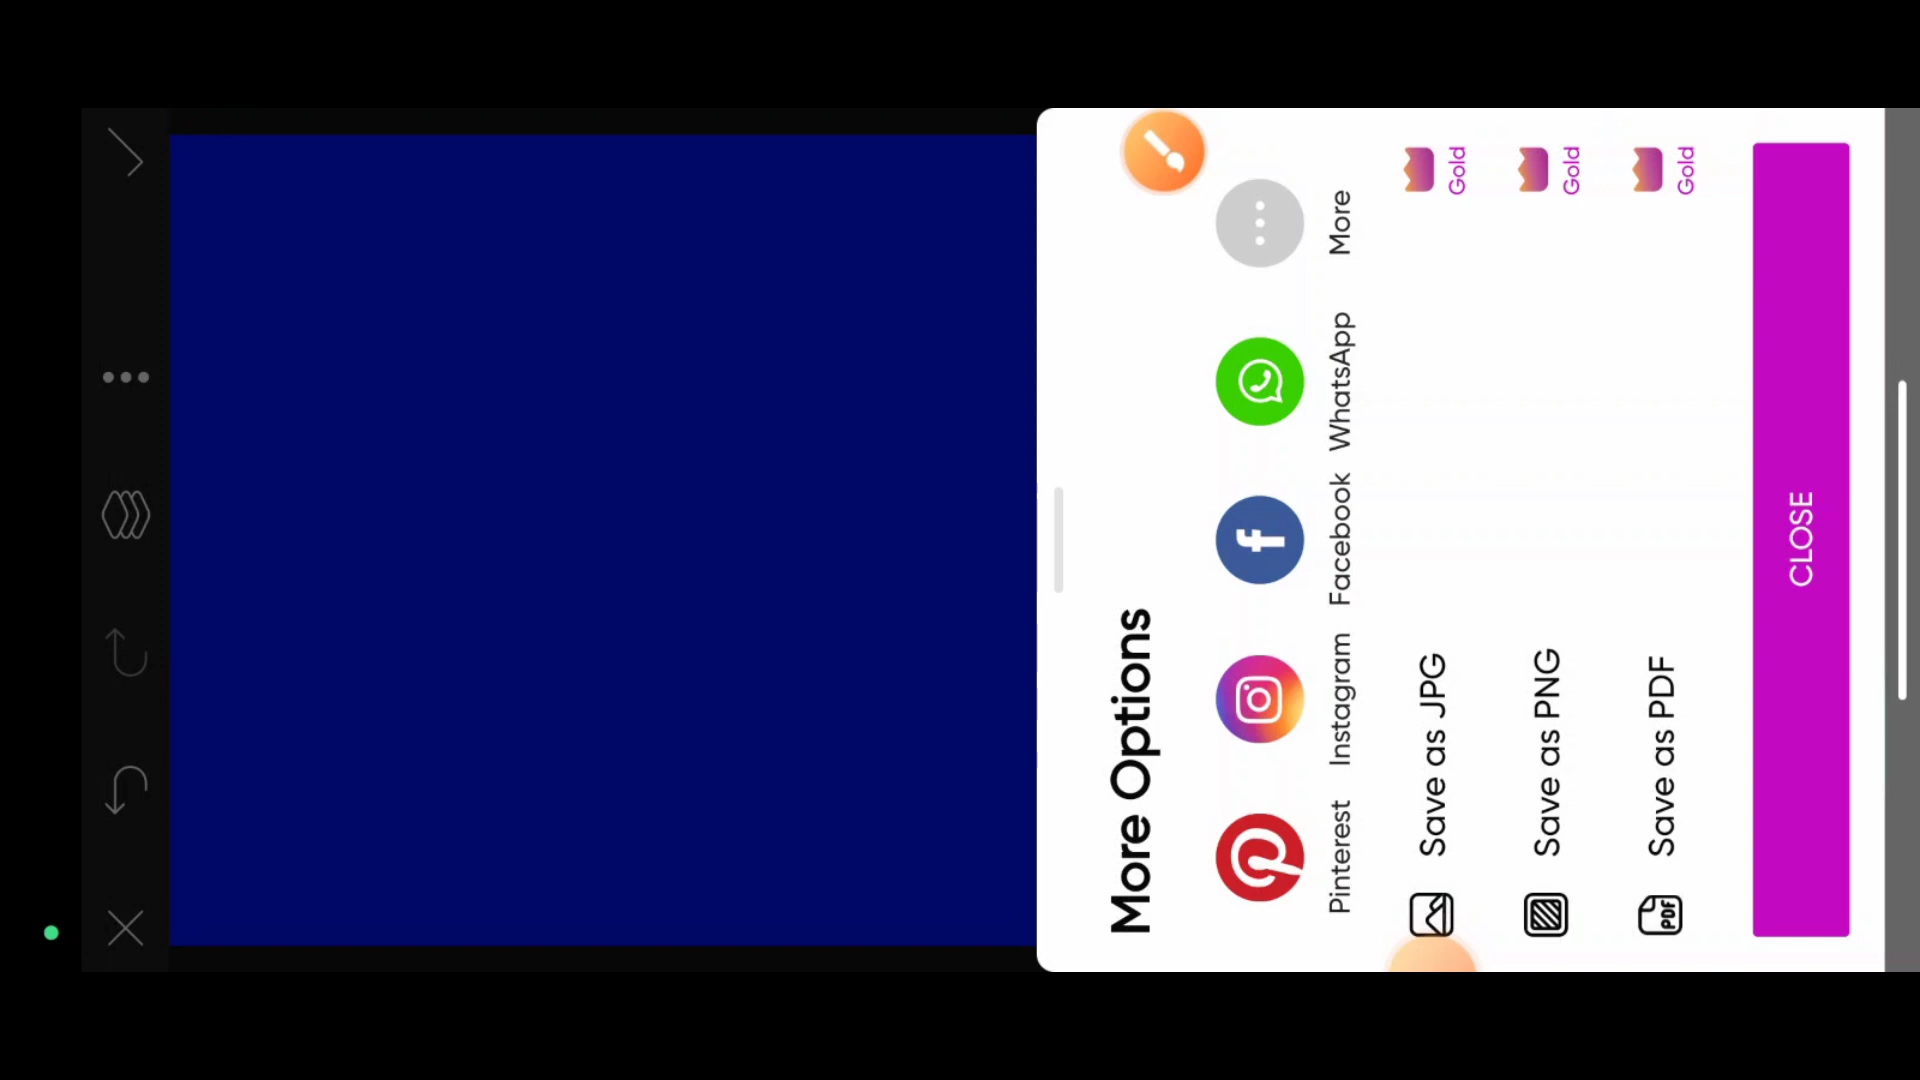 More Options
Pinterest Instagram Facebook WhatsApp More
Save as JPG Gold
Save as PNG Gold
PDF Save as PDF Gold
CLOSE